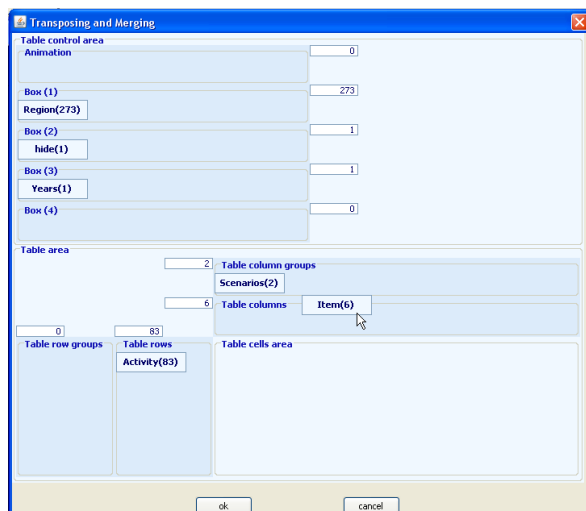 Transposing and Merging
Table control area
Animation
0
Box (1)
273
Region(273)
Box (2)
1
hide(1)
Box (3)
1
Years(1)
Box (4)
0
Table area
2
Table column groups
Scenarios(2)
6
Table columns
Item(6)
0
83
Table row groups
Table rows
Table cells area
Activity(83)
ok
cancel